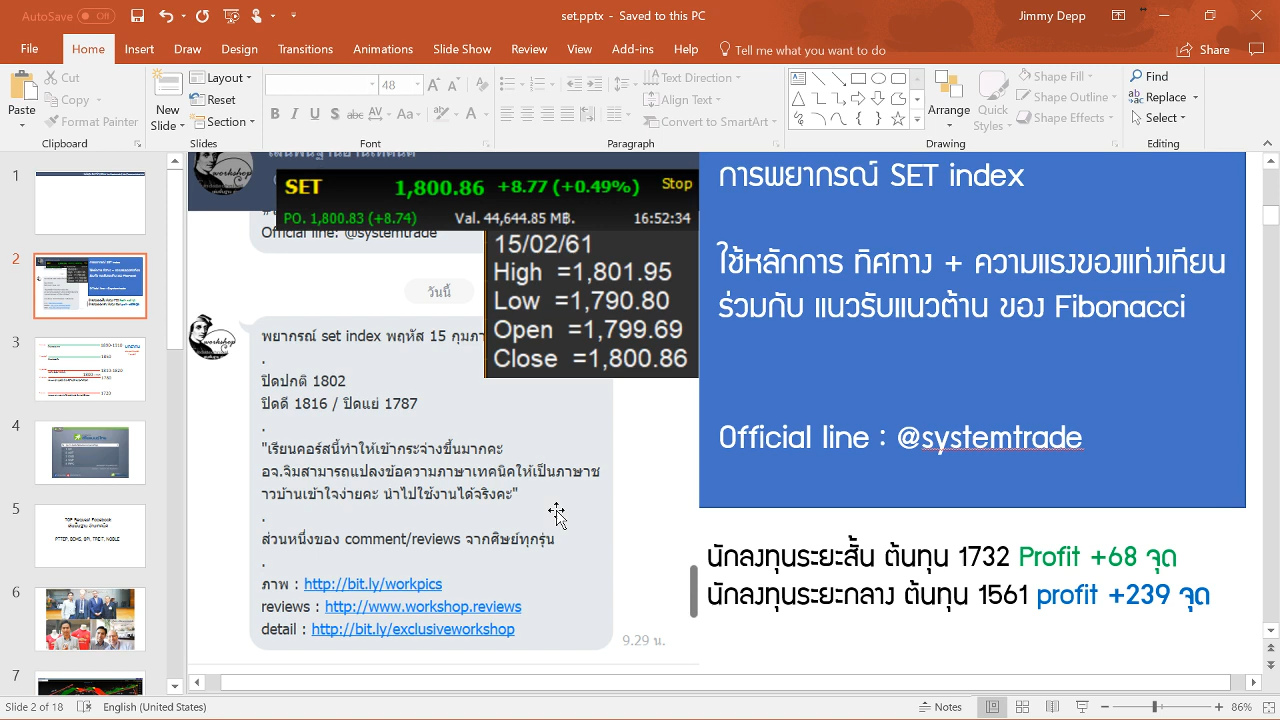 AutoSave Off
set.pptx - Saved to this PC
Jimmy Depp
File Home Insert Draw Design Transitions Animations Slide Show Review View Add-ins Help Tell me what you want to do Share
Paste
Cut
Copy
Format Painter
Clipboard
New Slide
Layout
Reset
Section
Slides
48
B I U S abc AV Aa A
Font
Text Direction
Align Text
Convert to SmartArt
Paragraph
Arrange
Quick Styles
Shape Fill
Shape Outline
Shape Effects
Drawing
Find
Replace
Select
Editing
1
2
3
4
5
6
7
workshop
SET 1,800.86 +8.77 (+0.49%) Stop
PO. 1,800.83 (+8.74) Val. 44,644.85 MB. 16:52:34
Official line: @systemtrade
15/02/61
High =1,801.95
Low =1,790.80
Open =1,799.69
Close =1,800.86
วันนี้
workshop
พยากรณ์ set index พฤหัส 15 กุมภา
.
ปิดปกติ 1802
ปิดดี 1816 / ปิดแย่ 1787
.
"เรียนคอร์สนี้ทำให้เข้ากระจ่างขึ้นมากคะ
อจ.จิมสามารถแปลงข้อความภาษาเทคนิคให้เป็นภาษาช
าวบ้านเข้าใจง่ายคะ นำไปใช้งานได้จริงคะ"
.
ส่วนหนึ่งของ comment/reviews จากศิษย์ทุกรุ่น
.
ภาพ : http://bit.ly/workpics
reviews : http://www.workshop.reviews
detail : http://bit.ly/exclusiveworkshop
9.29 น.
การพยากรณ์ SET index
ใช้หลักการ ทิศทาง + ความแรงของแท่งเทียน
ร่วมกับ แนวรับแนวต้าน ของ Fibonacci
Official line : @systemtrade
นักลงทุนระยะสั้น ต้นทุน 1732 Profit +68 จุด
นักลงทุนระยะกลาง ต้นทุน 1561 profit +239 จุด
Slide 2 of 18
English (United States)
Notes
86%